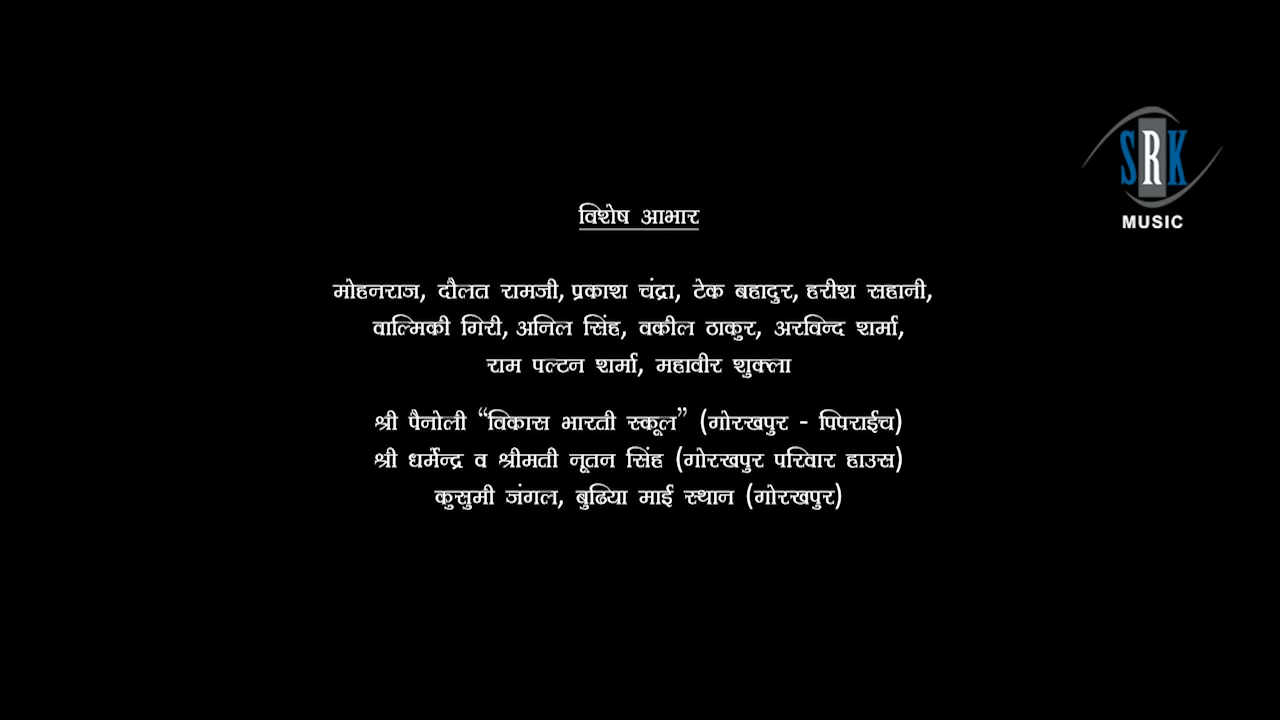 SRK
MUSIC
विशेष आभार
मोहनराज, दौलत रामजी, प्रकाश चंद्रा, टेक बहादुर, हरीश सहानी,
वाल्मिकी गिरी, अनिल सिंह, वकील ठाकुर, अरविन्द शर्मा,
राम पल्टन शर्मा, महावीर शुक्ला
श्री पैनोली “विकास भारती स्कूल” (गोरखपुर - पिपराईच)
श्री धर्मेन्द्र व श्रीमती नूतन सिंह (गोरखपुर परिवार हाउस)
कुसुमी जंगल, बुढिया माई स्थान (गोरखपुर)